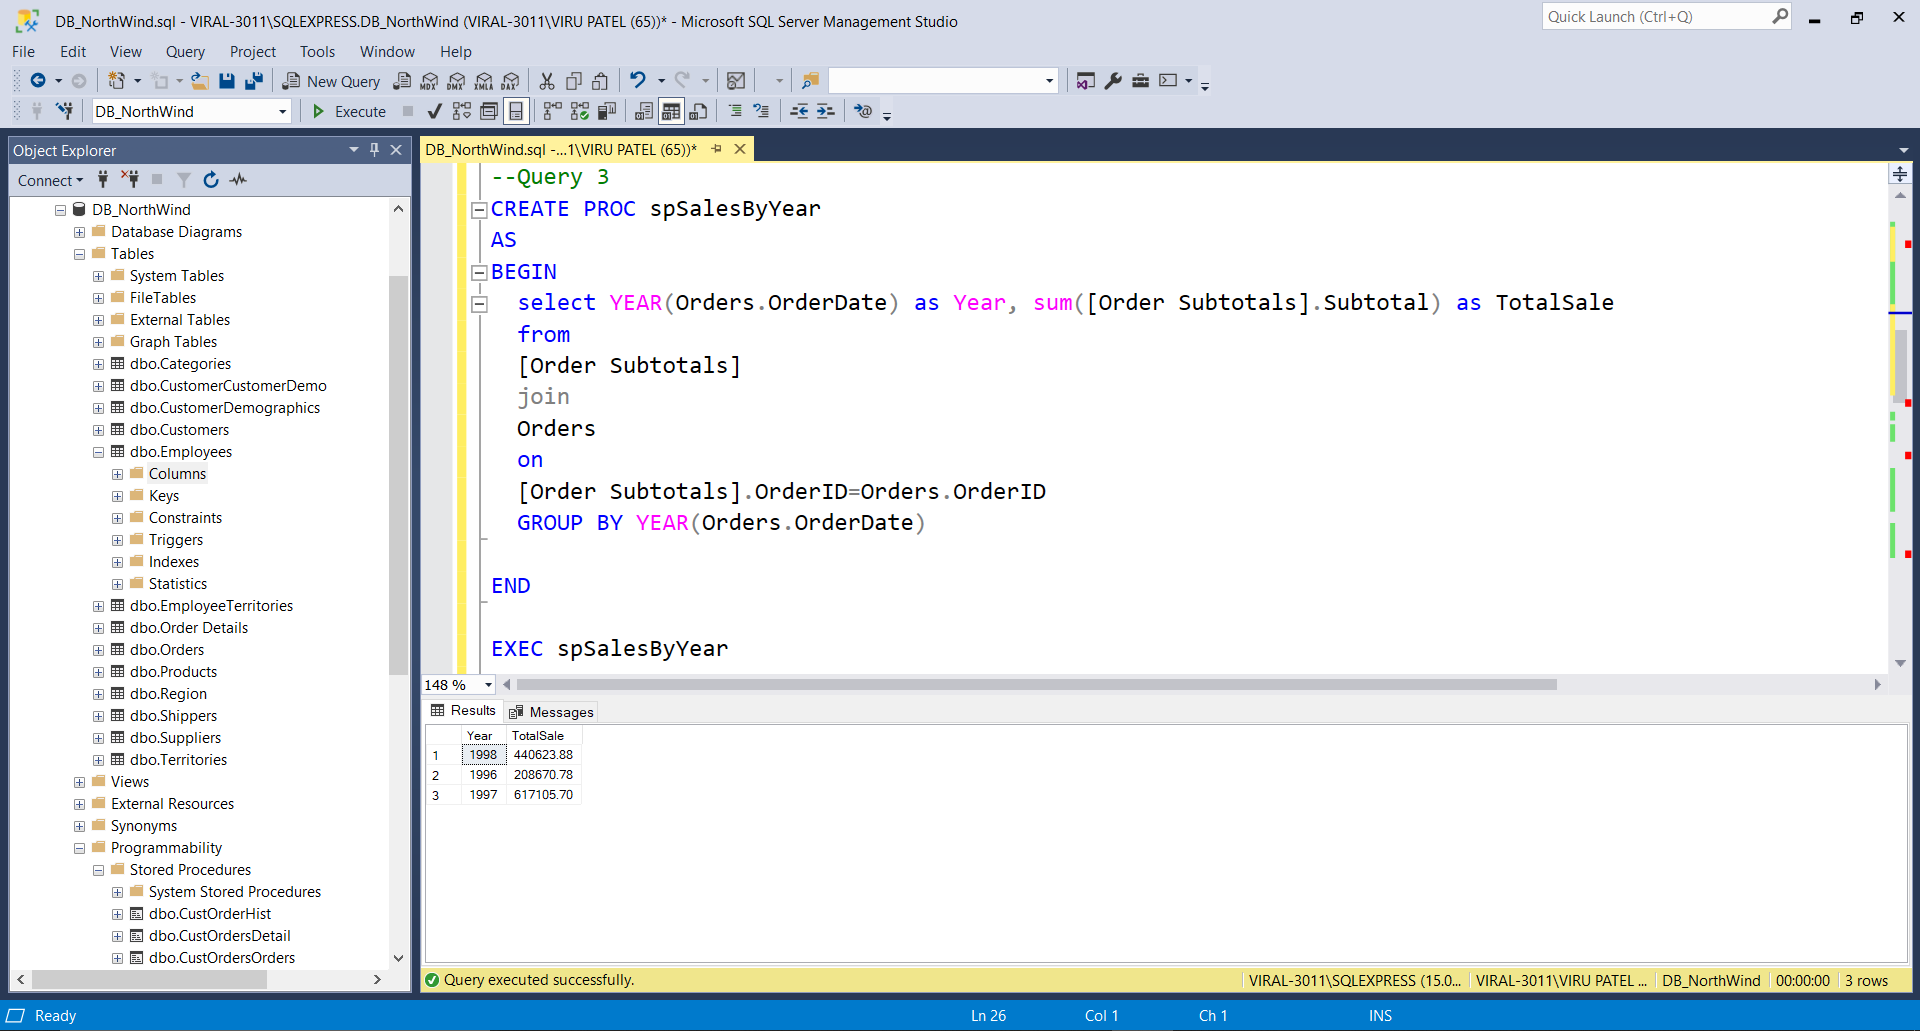 DB_NorthWind.sql - VIRAL-3011\SQLEXPRESS.DB_NorthWind (VIRAL-3011\VIRU PATEL (65))* - Microsoft SQL Server Management Studio
Quick Launch (Ctrl+Q)
File Edit View Query Project Tools Window Help
New Query MDX DMX XMLA DAX
DB_NorthWind Execute
Object Explorer
Connect
DB_NorthWind
Database Diagrams
Tables
System Tables
FileTables
External Tables
Graph Tables
dbo.Categories
dbo.CustomerCustomerDemo
dbo.CustomerDemographics
dbo.Customers
dbo.Employees
Columns
Keys
Constraints
Triggers
Indexes
Statistics
dbo.EmployeeTerritories
dbo.Order Details
dbo.Orders
dbo.Products
dbo.Region
dbo.Shippers
dbo.Suppliers
dbo.Territories
Views
External Resources
Synonyms
Programmability
Stored Procedures
System Stored Procedures
dbo.CustOrderHist
dbo.CustOrdersDetail
dbo.CustOrdersOrders
DB_NorthWind.sql -...1\VIRU PATEL (65))*
--Query 3
CREATE PROC spSalesByYear
AS
BEGIN
select YEAR(Orders.OrderDate) as Year, sum([Order Subtotals].Subtotal) as TotalSale
from
[Order Subtotals]
join
Orders
on
[Order Subtotals].OrderID=Orders.OrderID
GROUP BY YEAR(Orders.OrderDate)
END
EXEC spSalesByYear
148 %
Results Messages
Year TotalSale
1 1998 440623.88
2 1996 208670.78
3 1997 617105.70
Query executed successfully. VIRAL-3011\SQLEXPRESS (15.0... VIRAL-3011\VIRU PATEL ... DB_NorthWind 00:00:00 3 rows
Ready Ln 26 Col 1 Ch 1 INS